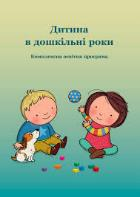 Дитина
в дошкільні роки
Комплексна освітня програма